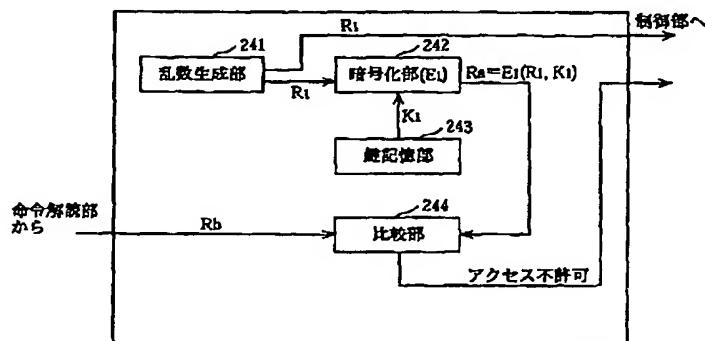 R1
制御部へ
241
242
乱数生成部
暗号化部(E1)
Ra=E1(R1, K1)
R1
K1
243
鍵記憶部
命令解読部
から
Rb
244
比較部
アクセス不許可